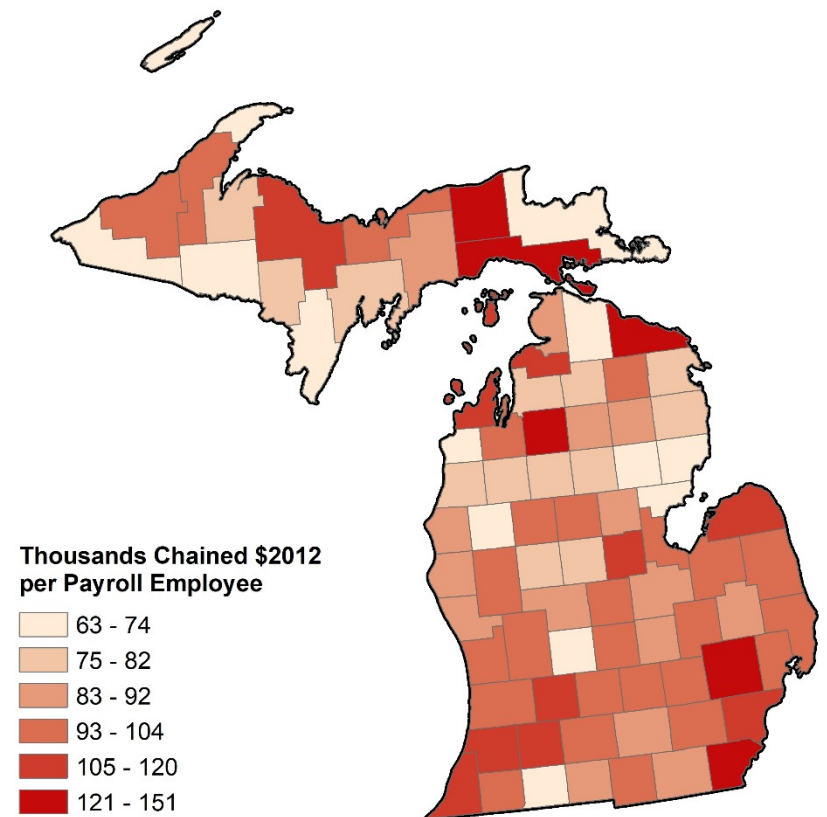 Thousands Chained $2012
per Payroll Employee
63 - 74
75 - 82
83 - 92
93 - 104
105 - 120
121 - 151